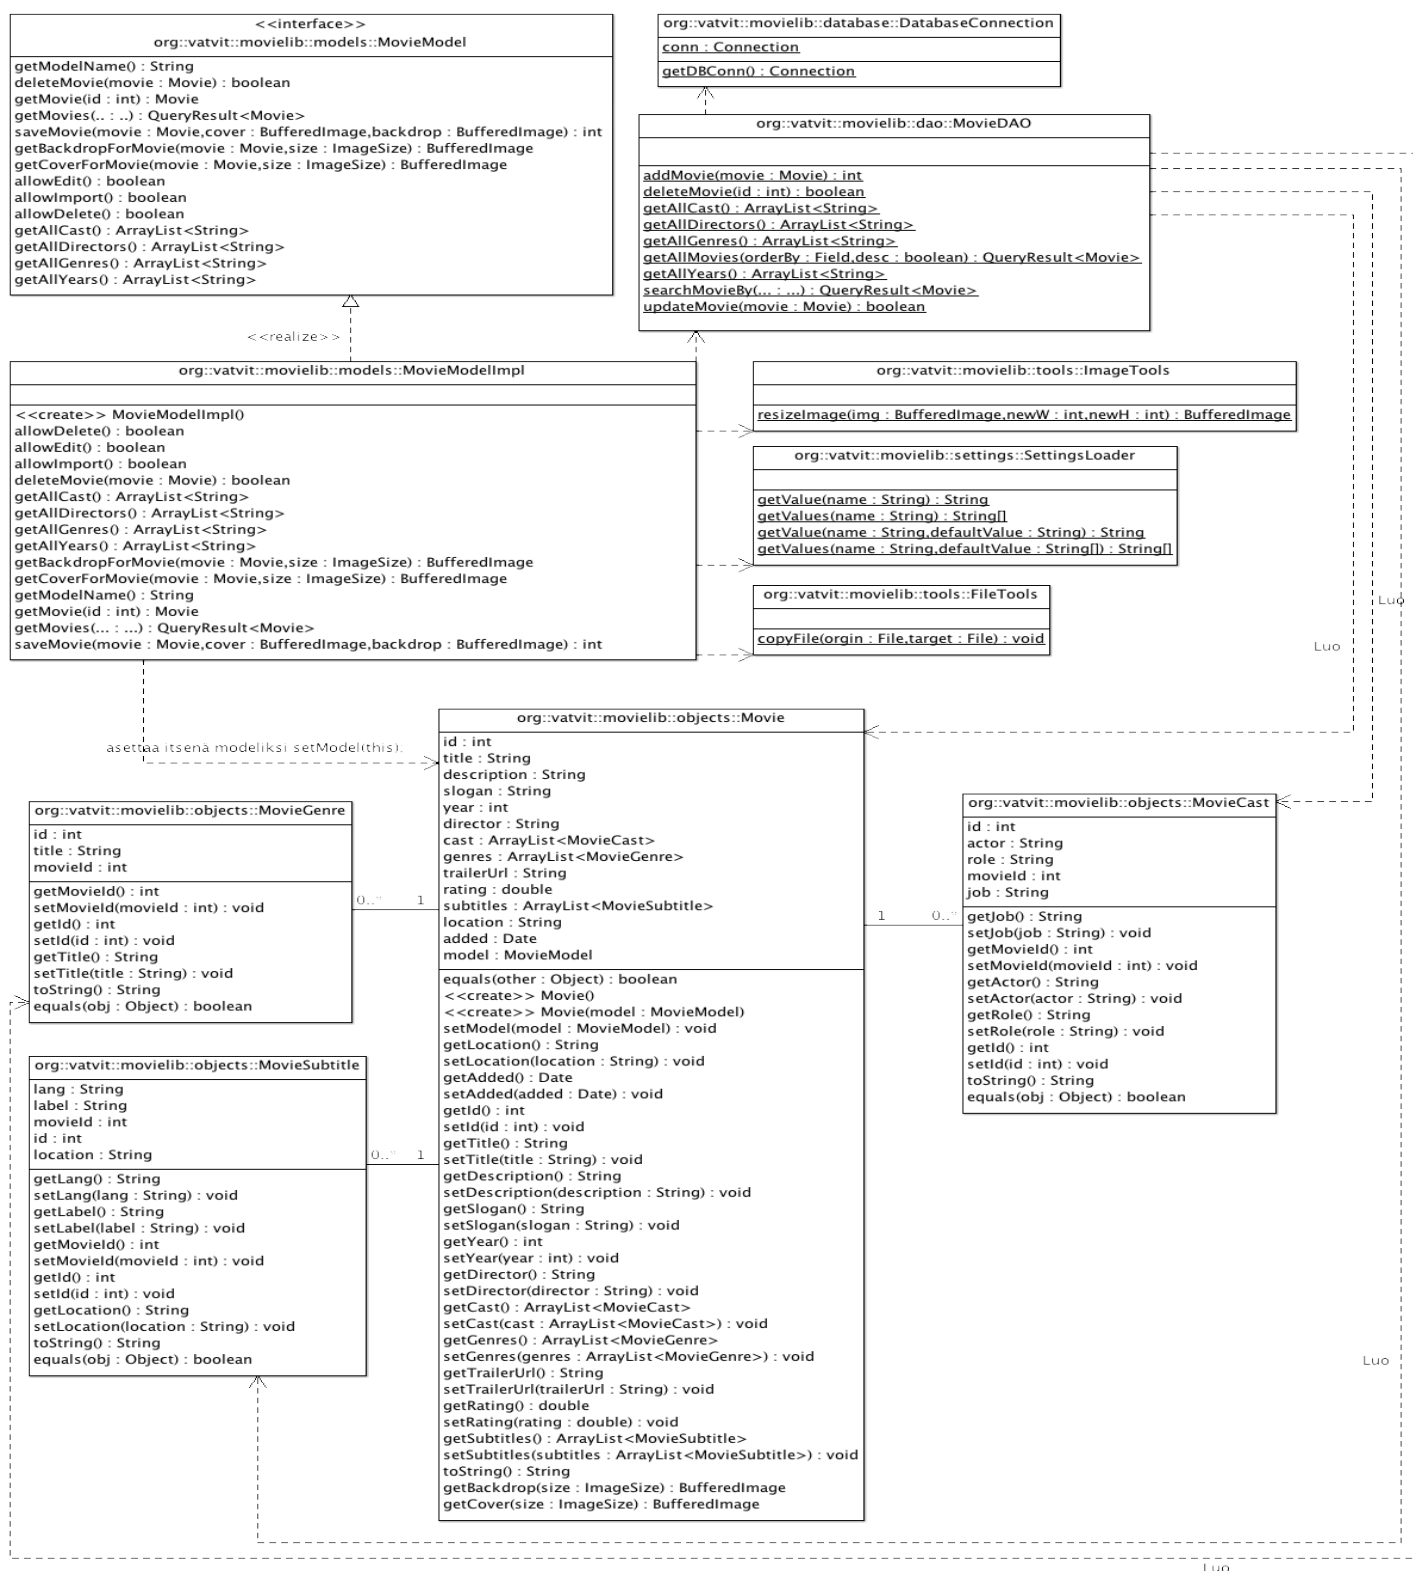 <<interface>>
org::vatvit::movielib::models::MovieModel
getModelName() : String
deleteMovie(movie : Movie) : boolean
getMovie(id : int) : Movie
getMovies(.. : ..) : QueryResult<Movie>
saveMovie(movie : Movie,cover : BufferedImage,backdrop : BufferedImage) : int
getBackdropForMovie(movie : Movie,size : ImageSize) : BufferedImage
getCoverForMovie(movie : Movie,size : ImageSize) : BufferedImage
allowEdit() : boolean
allowImport() : boolean
allowDelete() : boolean
getAllCast() : ArrayList<String>
getAllDirectors() : ArrayList<String>
getAllGenres() : ArrayList<String>
getAllYears() : ArrayList<String>
org::vatvit::movielib::database::DatabaseConnection
conn : Connection
getDBConn() : Connection
org::vatvit::movielib::dao::MovieDAO
addMovie(movie : Movie) : int
deleteMovie(id : int) : boolean
getAllCast() : ArrayList<String>
getAllDirectors() : ArrayList<String>
getAllGenres() : ArrayList<String>
getAllMovies(orderBy : Field,desc : boolean) : QueryResult<Movie>
getAllYears() : ArrayList<String>
searchMovieBy(... : ...) : QueryResult<Movie>
updateMovie(movie : Movie) : boolean
<<realize>>
org::vatvit::movielib::models::MovieModelImpl
<<create>> MovieModelImpl()
allowDelete() : boolean
allowEdit() : boolean
allowImport() : boolean
deleteMovie(movie : Movie) : boolean
getAllCast() : ArrayList<String>
getAllDirectors() : ArrayList<String>
getAllGenres() : ArrayList<String>
getAllYears() : ArrayList<String>
getBackdropForMovie(movie : Movie,size : ImageSize) : BufferedImage
getCoverForMovie(movie : Movie,size : ImageSize) : BufferedImage
getModelName() : String
getMovie(id : int) : Movie
getMovies(... : ...) : QueryResult<Movie>
saveMovie(movie : Movie,cover : BufferedImage,backdrop : BufferedImage) : int
org::vatvit::movielib::tools::ImageTools
resizeImage(img : BufferedImage,newW : int,newH : int) : BufferedImage
org::vatvit::movielib::settings::SettingsLoader
getValue(name : String) : String
getValues(name : String) : String[]
getValue(name : String,defaultValue : String) : String
getValues(name : String,defaultValue : String[]) : String[]
org::vatvit::movielib::tools::FileTools
copyFile(orgin : File,target : File) : void
Luo
Luo
asettaa itsenä modeliksi setModel(this);
org::vatvit::movielib::objects::Movie
id : int
title : String
description : String
slogan : String
year : int
director : String
cast : ArrayList<MovieCast>
genres : ArrayList<MovieGenre>
trailerUrl : String
rating : double
subtitles : ArrayList<MovieSubtitle>
location : String
added : Date
model : MovieModel
equals(other : Object) : boolean
<<create>> Movie()
<<create>> Movie(model : MovieModel)
setModel(model : MovieModel) : void
getLocation() : String
setLocation(location : String) : void
getAdded() : Date
setAdded(added : Date) : void
getId() : int
setId(id : int) : void
getTitle() : String
setTitle(title : String) : void
getDescription() : String
setDescription(description : String) : void
getSlogan() : String
setSlogan(slogan : String) : void
getYear() : int
setYear(year : int) : void
getDirector() : String
setDirector(director : String) : void
getCast() : ArrayList<MovieCast>
setCast(cast : ArrayList<MovieCast>) : void
getGenres() : ArrayList<MovieGenre>
setGenres(genres : ArrayList<MovieGenre>) : void
getTrailerUrl() : String
setTrailerUrl(trailerUrl : String) : void
getRating() : double
setRating(rating : double) : void
getSubtitles() : ArrayList<MovieSubtitle>
setSubtitles(subtitles : ArrayList<MovieSubtitle>) : void
toString() : String
getBackdrop(size : ImageSize) : BufferedImage
getCover(size : ImageSize) : BufferedImage
org::vatvit::movielib::objects::MovieGenre
id : int
title : String
movieId : int
getMovieId() : int
setMovieId(movieId : int) : void
getId() : int
setId(id : int) : void
getTitle() : String
setTitle(title : String) : void
toString() : String
equals(obj : Object) : boolean
0..* 1
org::vatvit::movielib::objects::MovieSubtitle
lang : String
label : String
movieId : int
id : int
location : String
getLang() : String
setLang(lang : String) : void
getLabel() : String
setLabel(label : String) : void
getMovieId() : int
setMovieId(movieId : int) : void
getId() : int
setId(id : int) : void
getLocation() : String
setLocation(location : String) : void
toString() : String
equals(obj : Object) : boolean
0..* 1
1 0..*
org::vatvit::movielib::objects::MovieCast
id : int
actor : String
role : String
movieId : int
job : String
getJob() : String
setJob(job : String) : void
getMovieId() : int
setMovieId(movieId : int) : void
getActor() : String
setActor(actor : String) : void
getRole() : String
setRole(role : String) : void
getId() : int
setId(id : int) : void
toString() : String
equals(obj : Object) : boolean
Luo
Luo